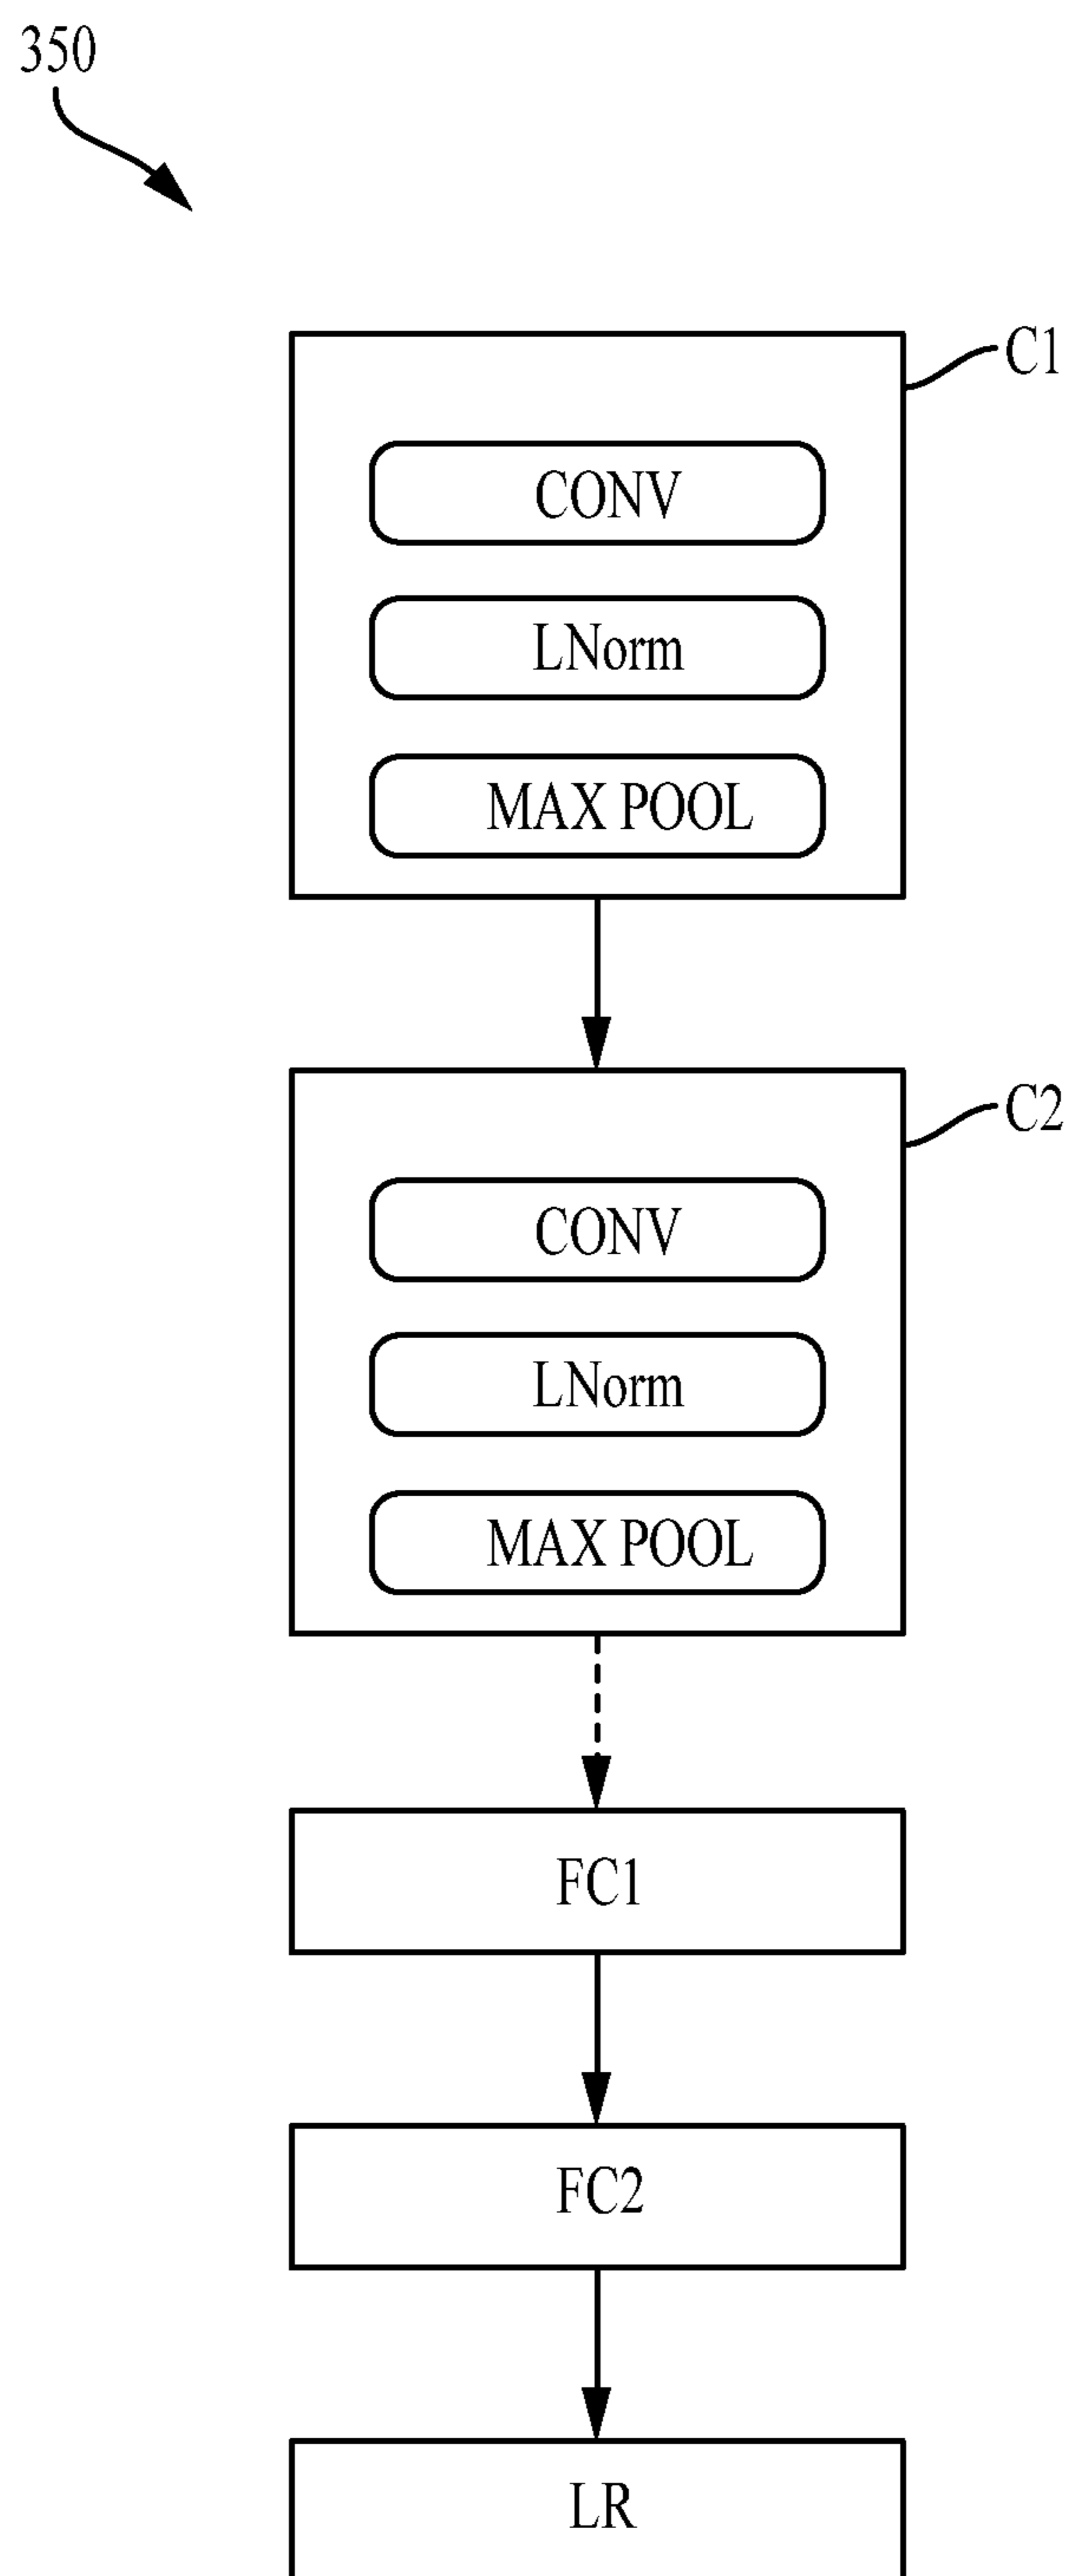 350
C1
CONV
LNorm
MAX POOL
C2
CONV
LNorm
MAX POOL
FC1
FC2
LR